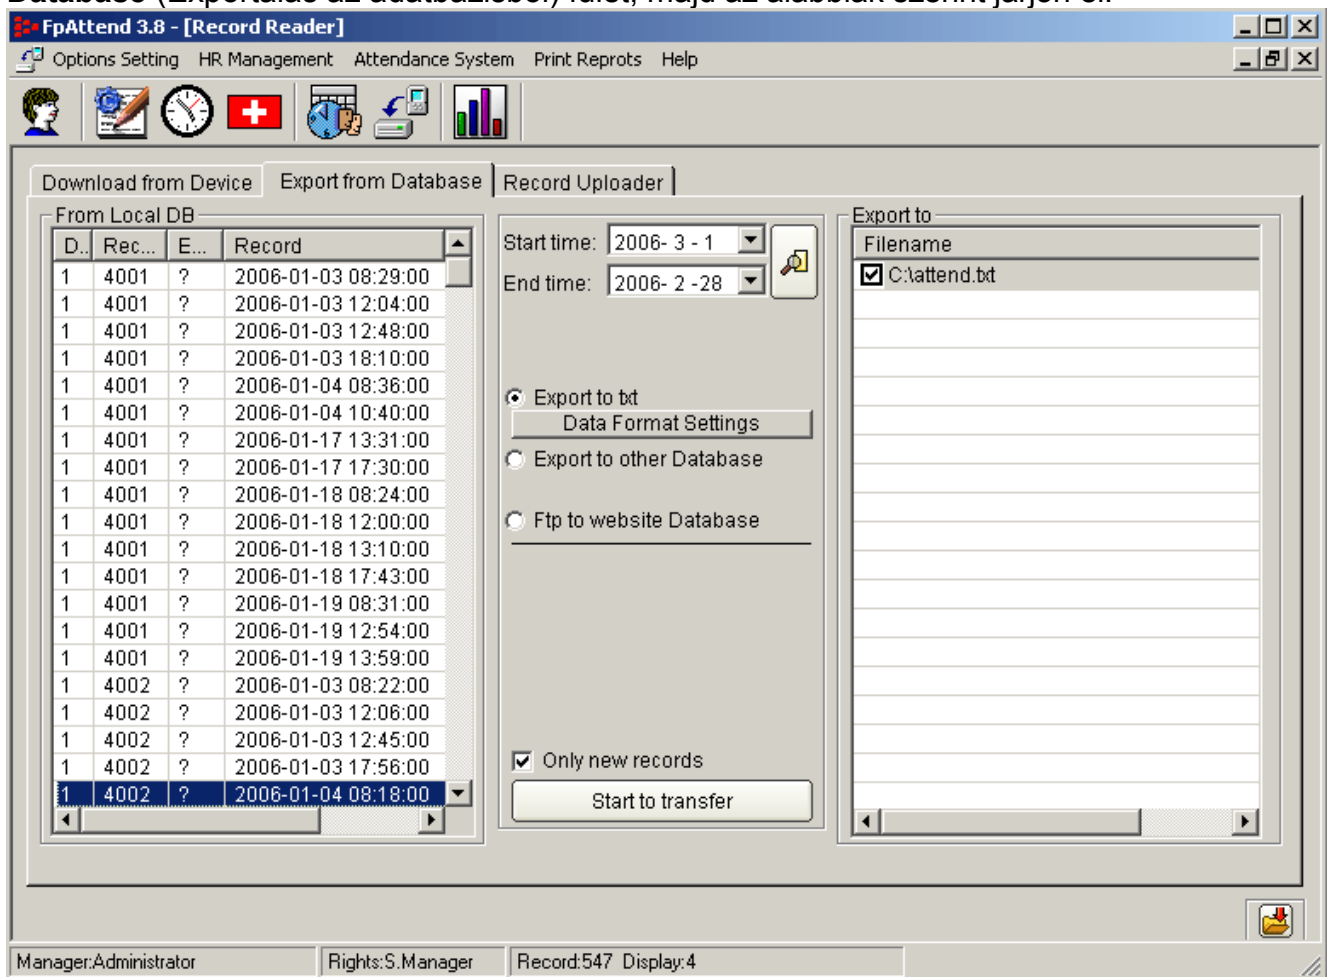 Database (Exportálás az adatbázisból) fület, majd az alábbiak szerint járjon el:
FpAttend 3.8 - [Record Reader]
Options Setting HR Management Attendance System Print Reprots Help
Download from Device Export from Database Record Uploader
From Local DB
D.. Rec... E... Record
1 4001 ? 2006-01-03 08:29:00
1 4001 ? 2006-01-03 12:04:00
1 4001 ? 2006-01-03 12:48:00
1 4001 ? 2006-01-03 18:10:00
1 4001 ? 2006-01-04 08:36:00
1 4001 ? 2006-01-04 10:40:00
1 4001 ? 2006-01-17 13:31:00
1 4001 ? 2006-01-17 17:30:00
1 4001 ? 2006-01-18 08:24:00
1 4001 ? 2006-01-18 12:00:00
1 4001 ? 2006-01-18 13:10:00
1 4001 ? 2006-01-18 17:43:00
1 4001 ? 2006-01-19 08:31:00
1 4001 ? 2006-01-19 12:54:00
1 4001 ? 2006-01-19 13:59:00
1 4002 ? 2006-01-03 08:22:00
1 4002 ? 2006-01-03 12:06:00
1 4002 ? 2006-01-03 12:45:00
1 4002 ? 2006-01-03 17:56:00
1 4002 ? 2006-01-04 08:18:00
Start time: 2006- 3 - 1
End time: 2006- 2 -28
Export to txt
Data Format Settings
Export to other Database
Ftp to website Database
Only new records
Start to transfer
Export to
Filename
C:\attend.txt
Manager:Administrator Rights:S.Manager Record:547 Display:4